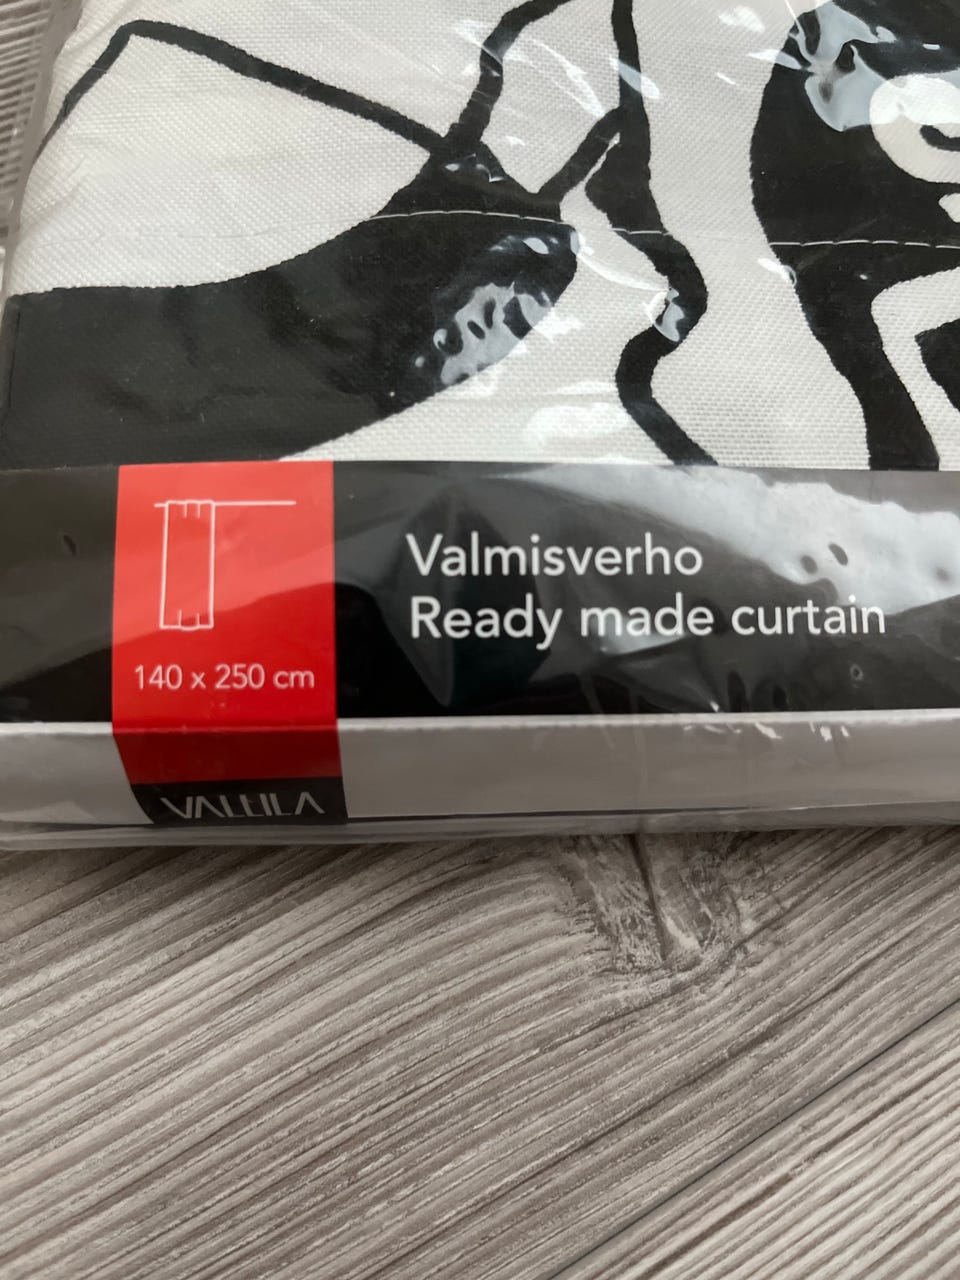 Valmisverho
Ready made curtain
140 x 250 cm
VALLILA